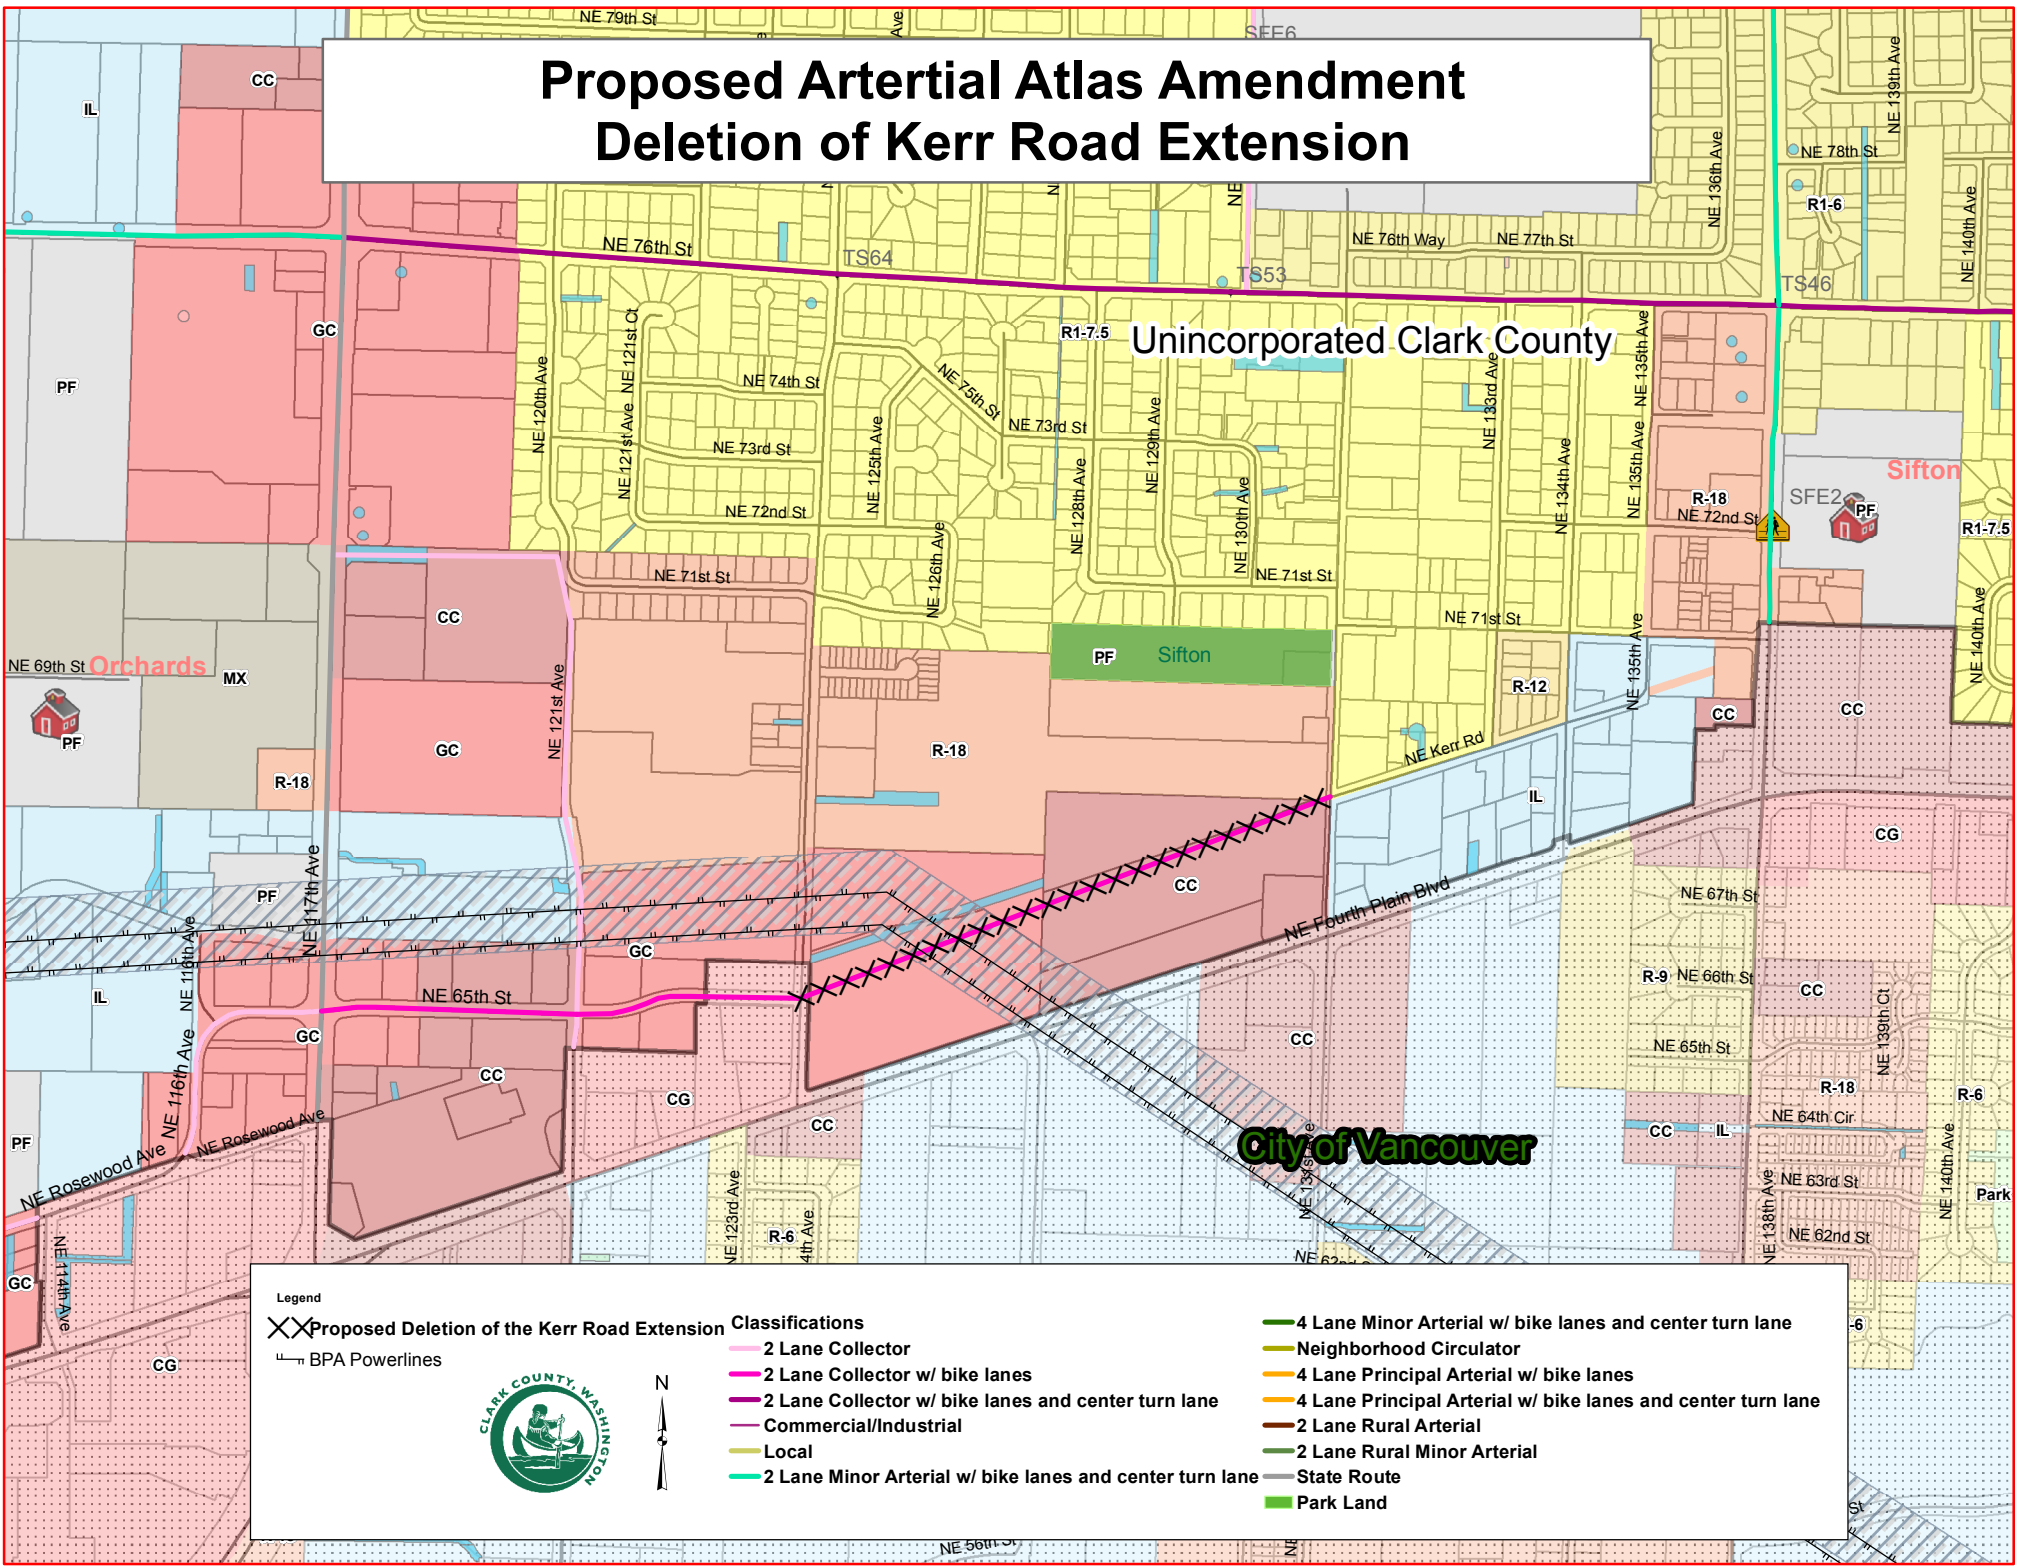 NE 79th St
Ave
SFE6
Proposed Artertial Atlas Amendment
Deletion of Kerr Road Extension
CC
IL
NE 139th Ave
NE 136th Ave
NE 78th St
R1-6
NE 140th Ave
NE
NE 76th St
TS64
NE 76th Way
NE 77th St
TS53
TS46
GC
R1-7.5
Unincorporated Clark County
PF
NE 120th Ave
NE 121st Ct
NE 121st Ave
NE 74th St
NE 75th St
NE 73rd St
NE 73rd St
NE 125th Ave
NE 72nd St
NE 126th Ave
NE 128th Ave
NE 129th Ave
NE 130th Ave
NE 133rd Ave
NE 134th Ave
NE 135th Ave
NE 135th Ave
R-18
NE 72nd St
SFE2
PF
Sifton
R1-7.5
NE 71st St
NE 71st St
NE 71st St
NE 140th Ave
CC
NE 69th St
Orchards
MX
PF
NE 121st Ave
PF
Sifton
R-12
NE 135th Ave
CC
CC
GC
R-18
R-18
NE Kerr Rd
IL
CG
PF
NE 117th Ave
NE 116th Ave
GC
CC
NE Fourth Plain Blvd
NE 67th St
R-9
NE 66th St
CC
IL
NE 65th St
GC
CC
NE 65th St
NE 139th Ct
R-18
R-6
NE 116th Ave
CC
CG
CC
NE 64th Cir
CC
IL
PF
NE Rosewood Ave
NE Rosewood Ave
City of Vancouver
NE 131st Ave
NE 63rd St
NE 138th Ave
NE 140th Ave
Park
NE 123rd Ave
R-6
4th Ave
NE 62nd St
NE 62nd
NE 114th Ave
GC
CG
-6
Legend
Proposed Deletion of the Kerr Road Extension
BPA Powerlines
CLARK COUNTY, WASHINGTON
N
Classifications
2 Lane Collector
2 Lane Collector w/ bike lanes
2 Lane Collector w/ bike lanes and center turn lane
Commercial/Industrial
Local
2 Lane Minor Arterial w/ bike lanes and center turn lane
4 Lane Minor Arterial w/ bike lanes and center turn lane
Neighborhood Circulator
4 Lane Principal Arterial w/ bike lanes
4 Lane Principal Arterial w/ bike lanes and center turn lane
2 Lane Rural Arterial
2 Lane Rural Minor Arterial
State Route
Park Land
St
NE 56th St
NE